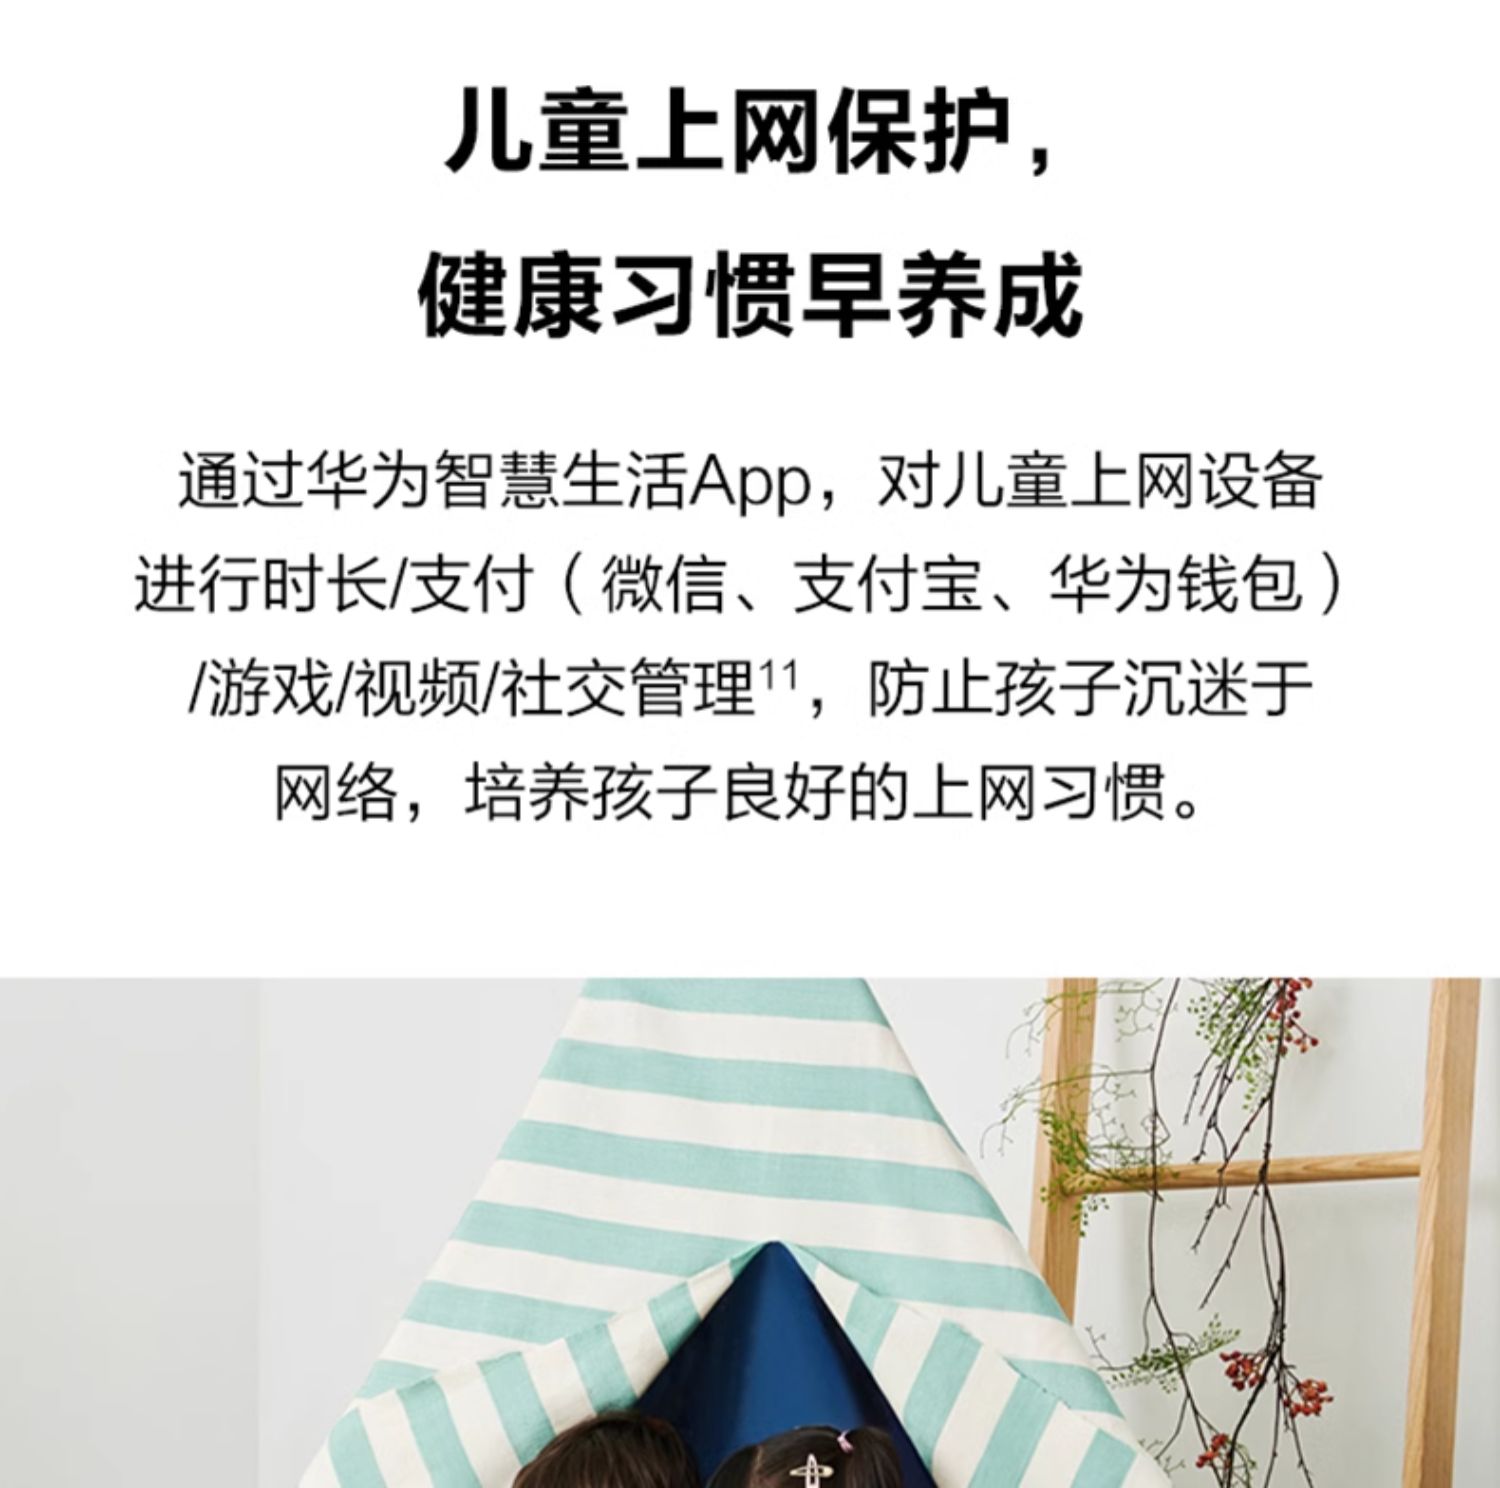 儿童上网保护，
健康习惯早养成
通过华为智慧生活App，对儿童上网设备
进行时长/支付（微信、支付宝、华为钱包）
/游戏/视频/社交管理11，防止孩子沉迷于
网络，培养孩子良好的上网习惯。